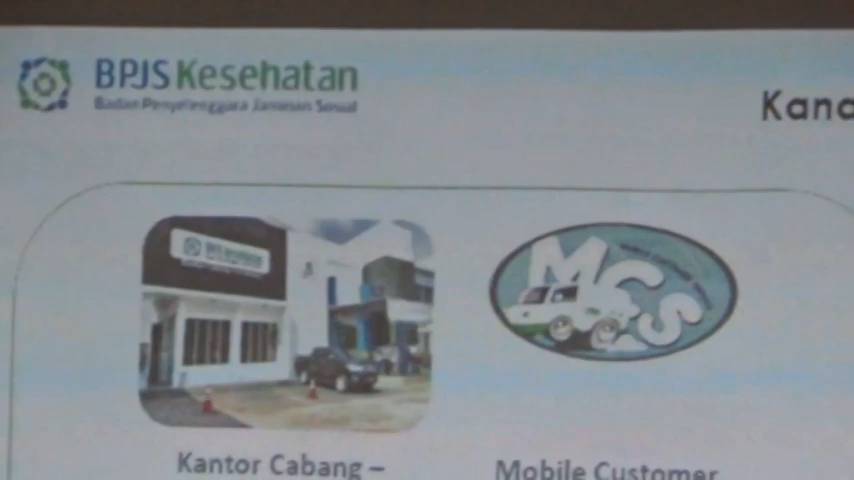 BPJS Kesehatan
Badan Penyelenggara Jaminan Sosial
Kana
MCS
Kantor Cabang –
Mobile Customer